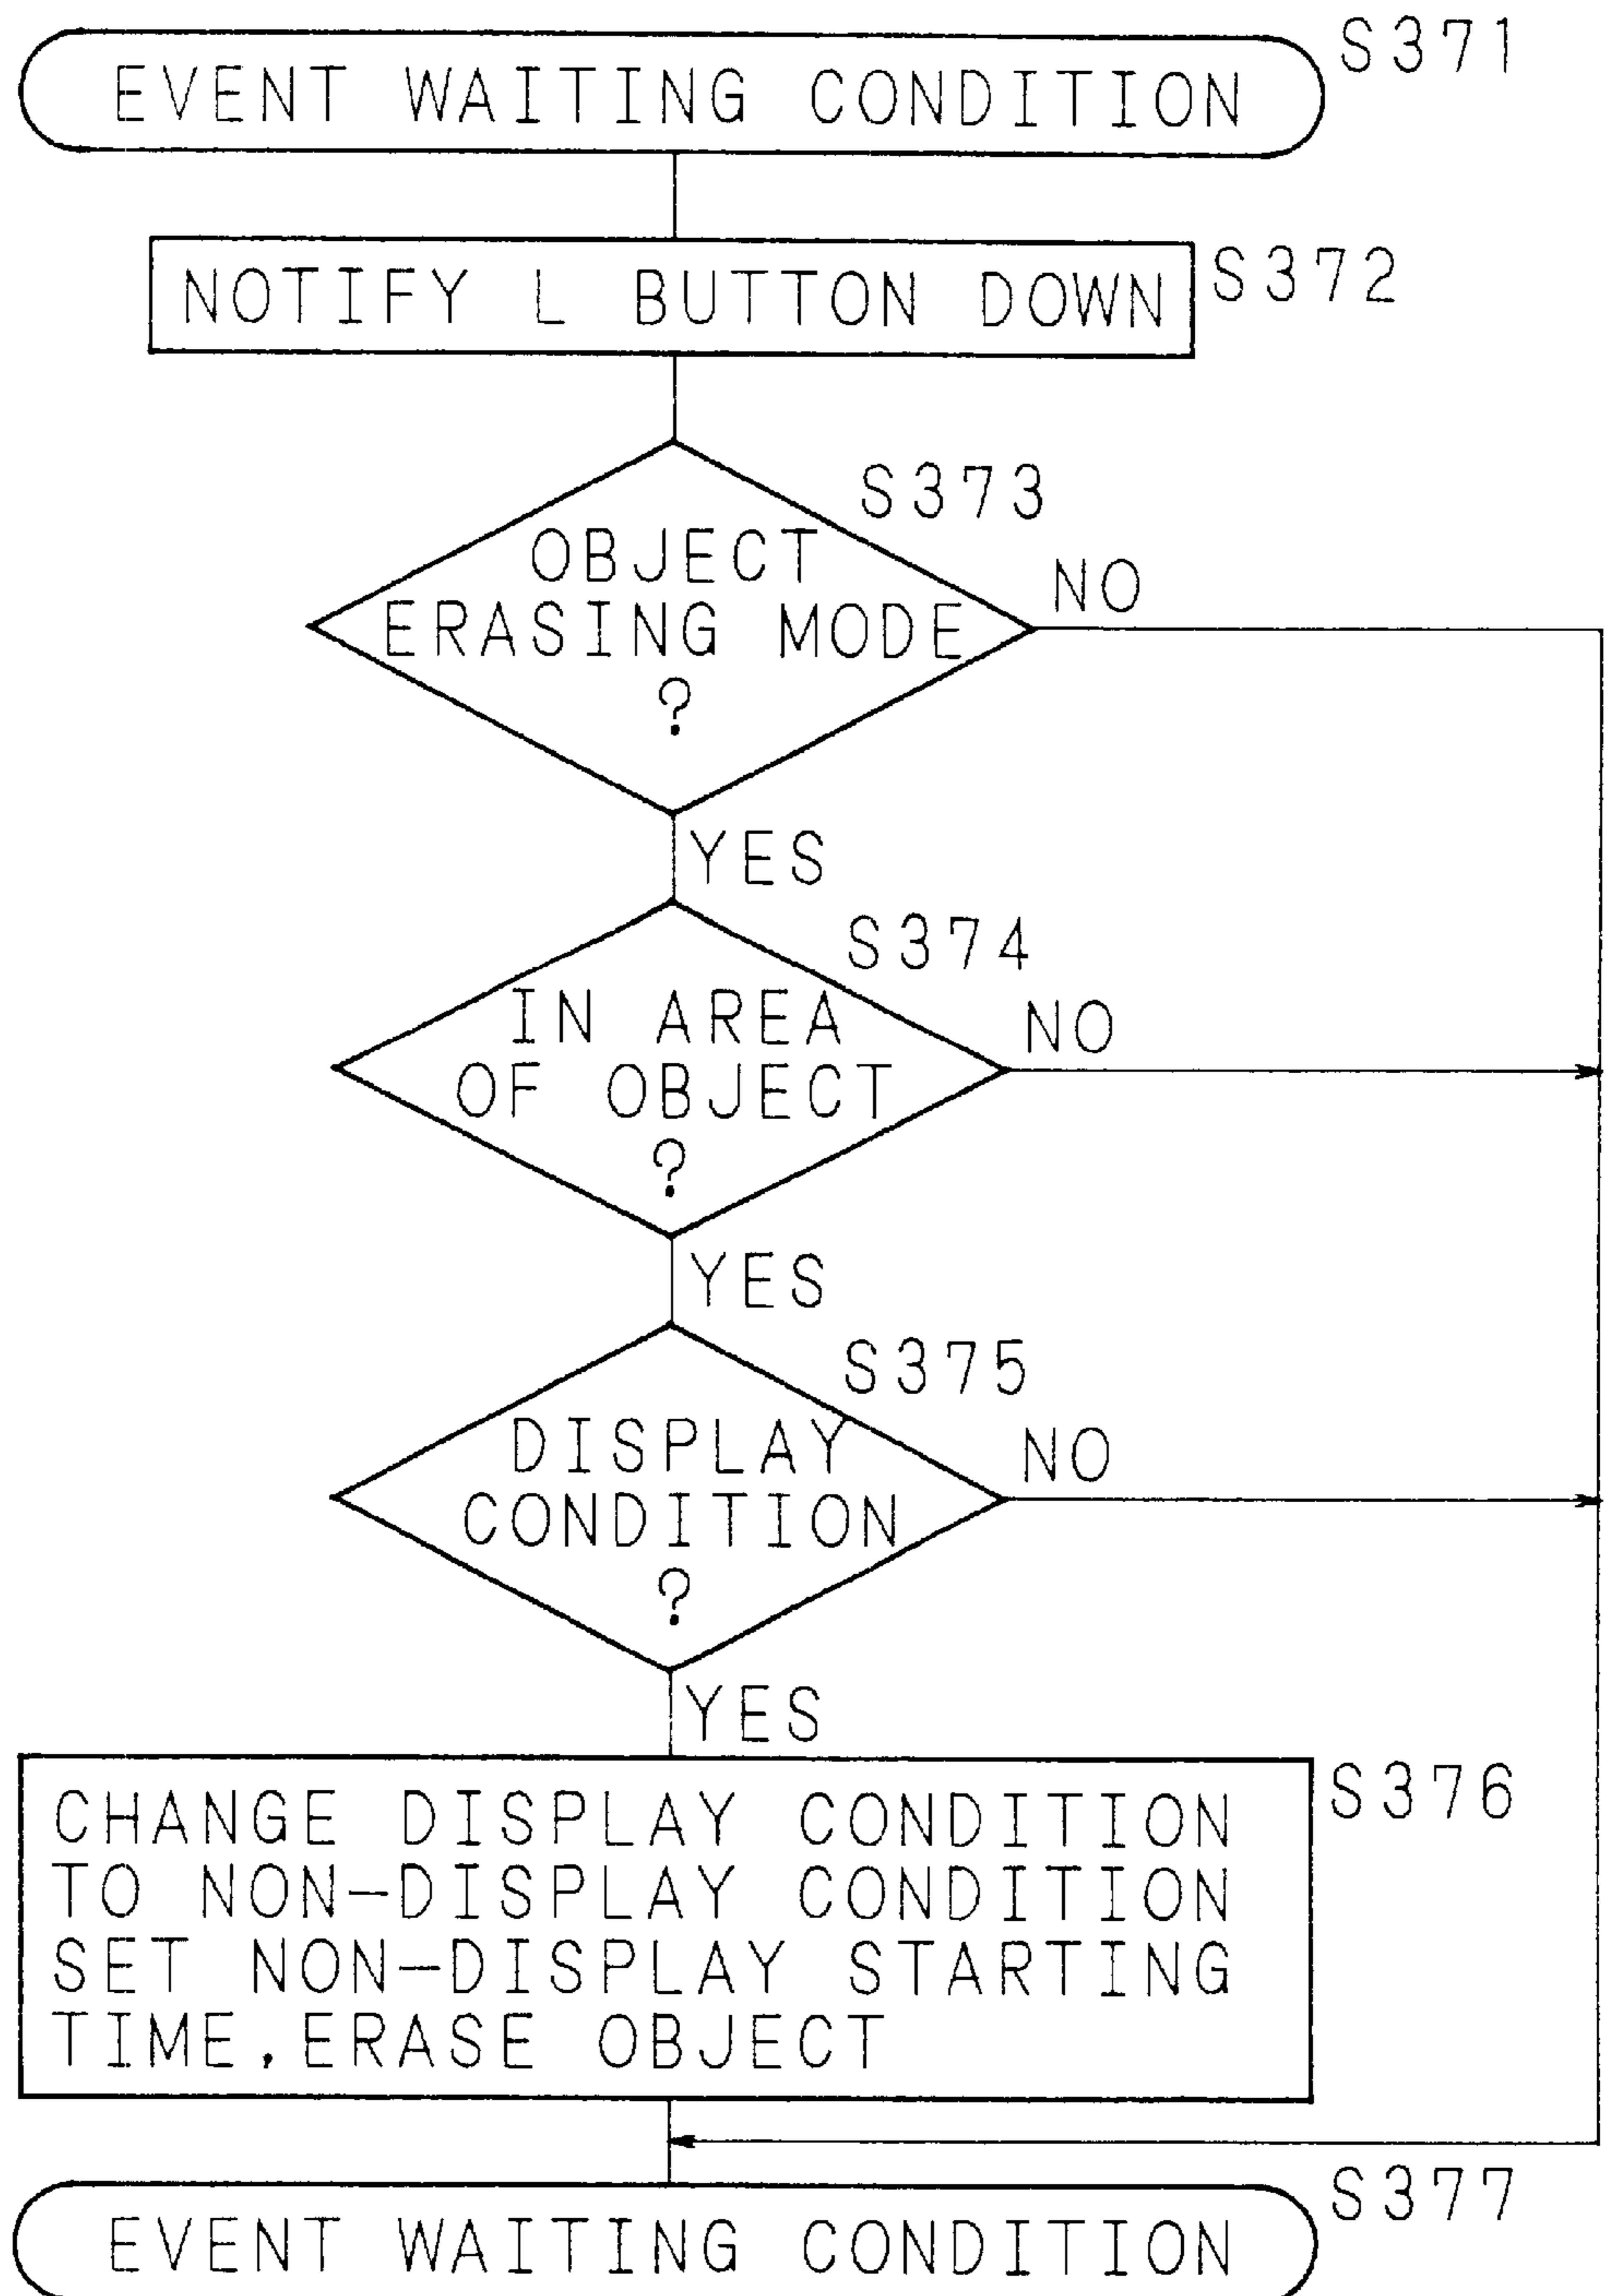 S371
EVENT WAITING CONDITION
S372
NOTIFY L BUTTON DOWN
S373
OBJECT
ERASING MODE
?
NO
YES
S374
IN AREA
OF OBJECT
?
NO
YES
S375
DISPLAY
CONDITION
?
NO
YES
S376
CHANGE DISPLAY CONDITION
TO NON-DISPLAY CONDITION
SET NON-DISPLAY STARTING
TIME.ERASE OBJECT
S377
EVENT WAITING CONDITION